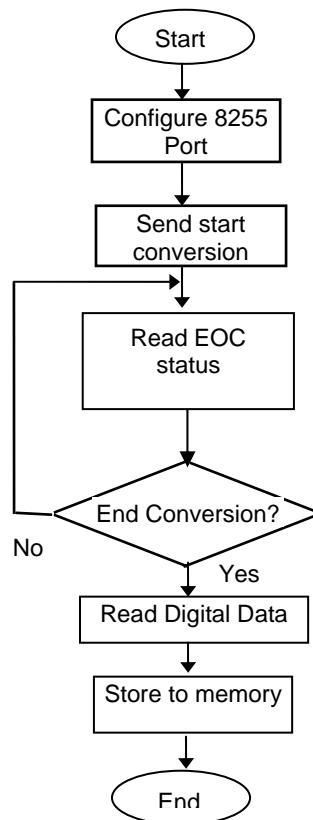 Start
Configure 8255
Port
Send start
conversion
Read EOC
status
End Conversion?
No
Yes
Read Digital Data
Store to memory
End